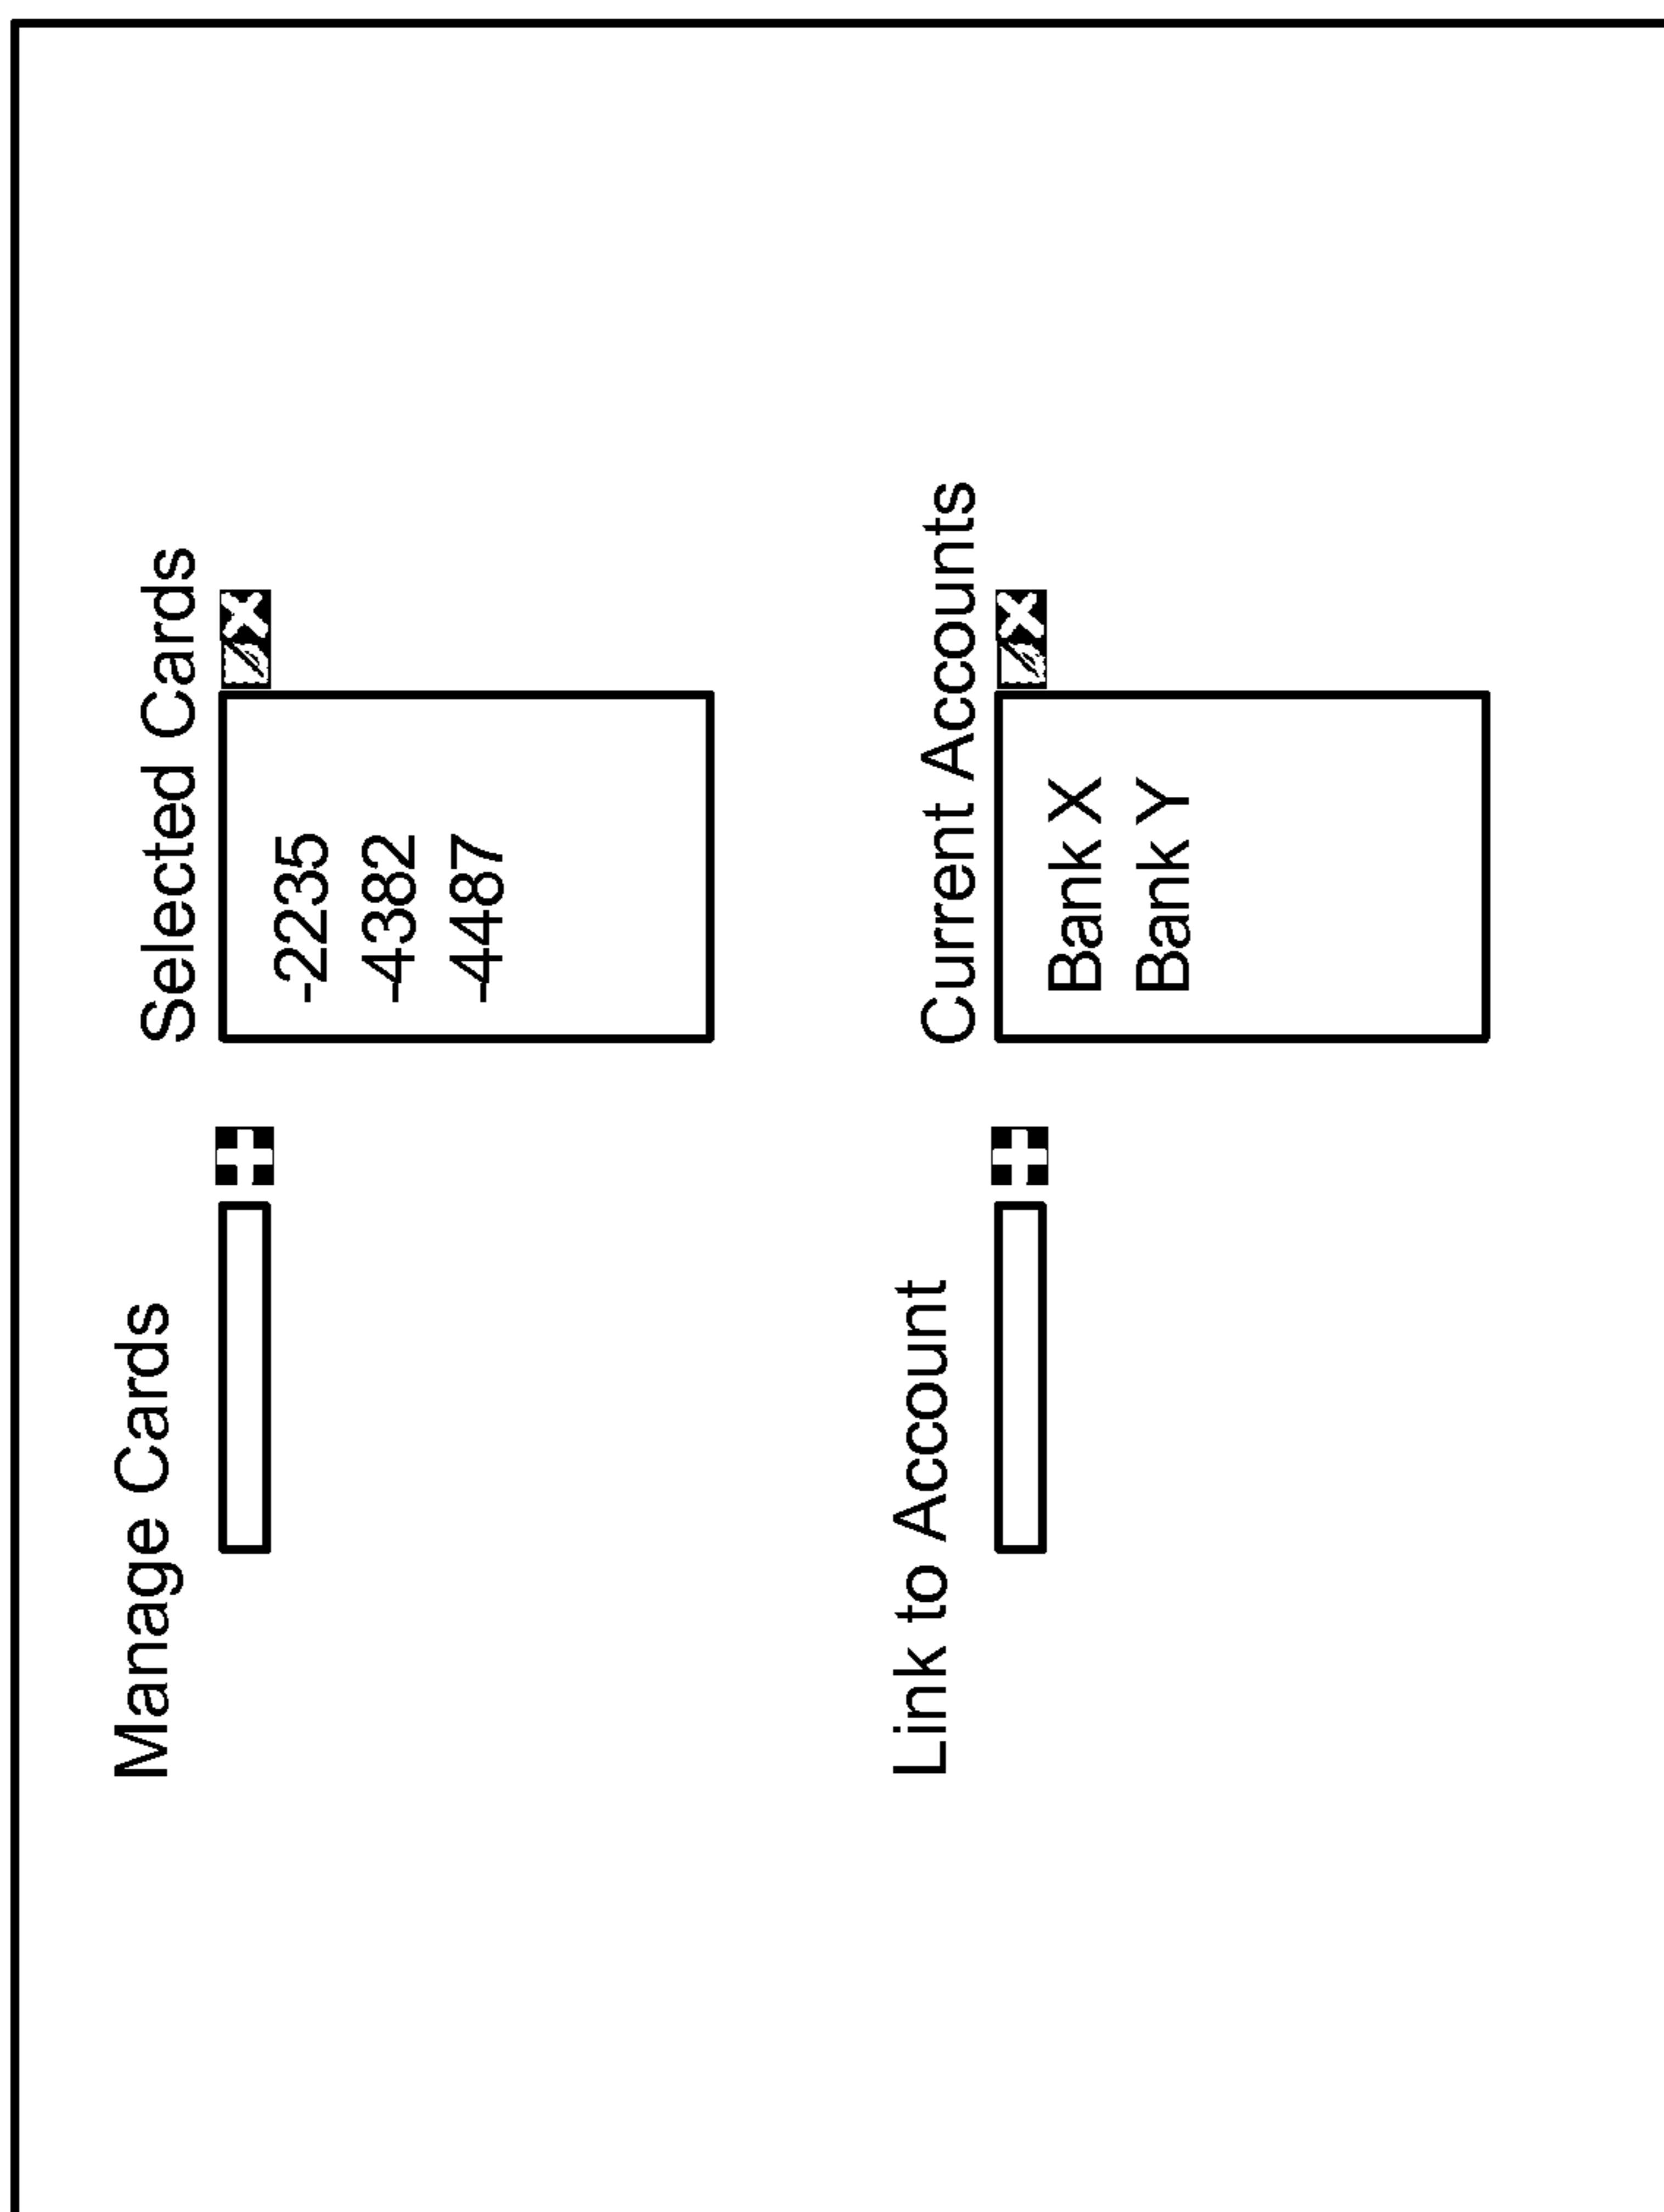 Manage Cards
Selected Cards
-2235
-4382
-4487
Link to Account
Current Accounts
Bank X
Bank Y